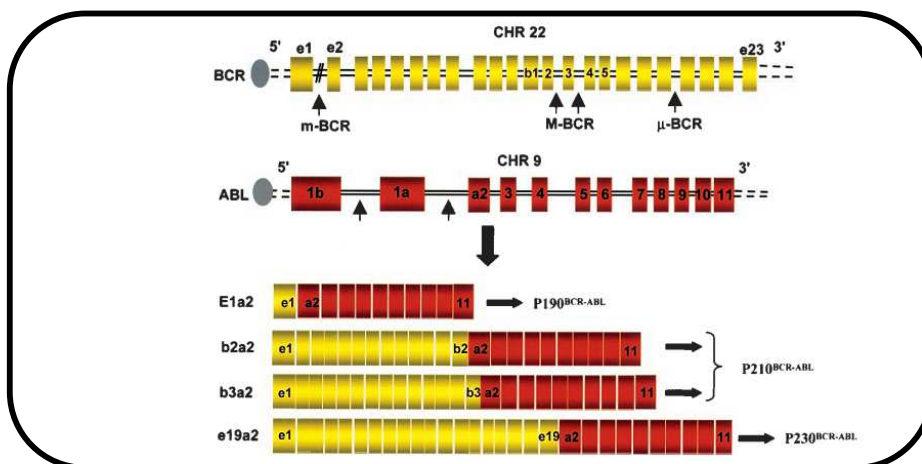 CHR 22
5' e1 e2 e23 3'
BCR b1 2 3 4 5
m-BCR M-BCR µ-BCR
5' CHR 9 3'
ABL 1b 1a a2 3 4 5 6 7 8 9 10 11
E1a2 e1 a2 11 P190BCR-ABL
b2a2 e1 b2 a2 11
P210BCR-ABL
b3a2 e1 b3 a2 11
e19a2 e1 e19 a2 11 P230BCR-ABL